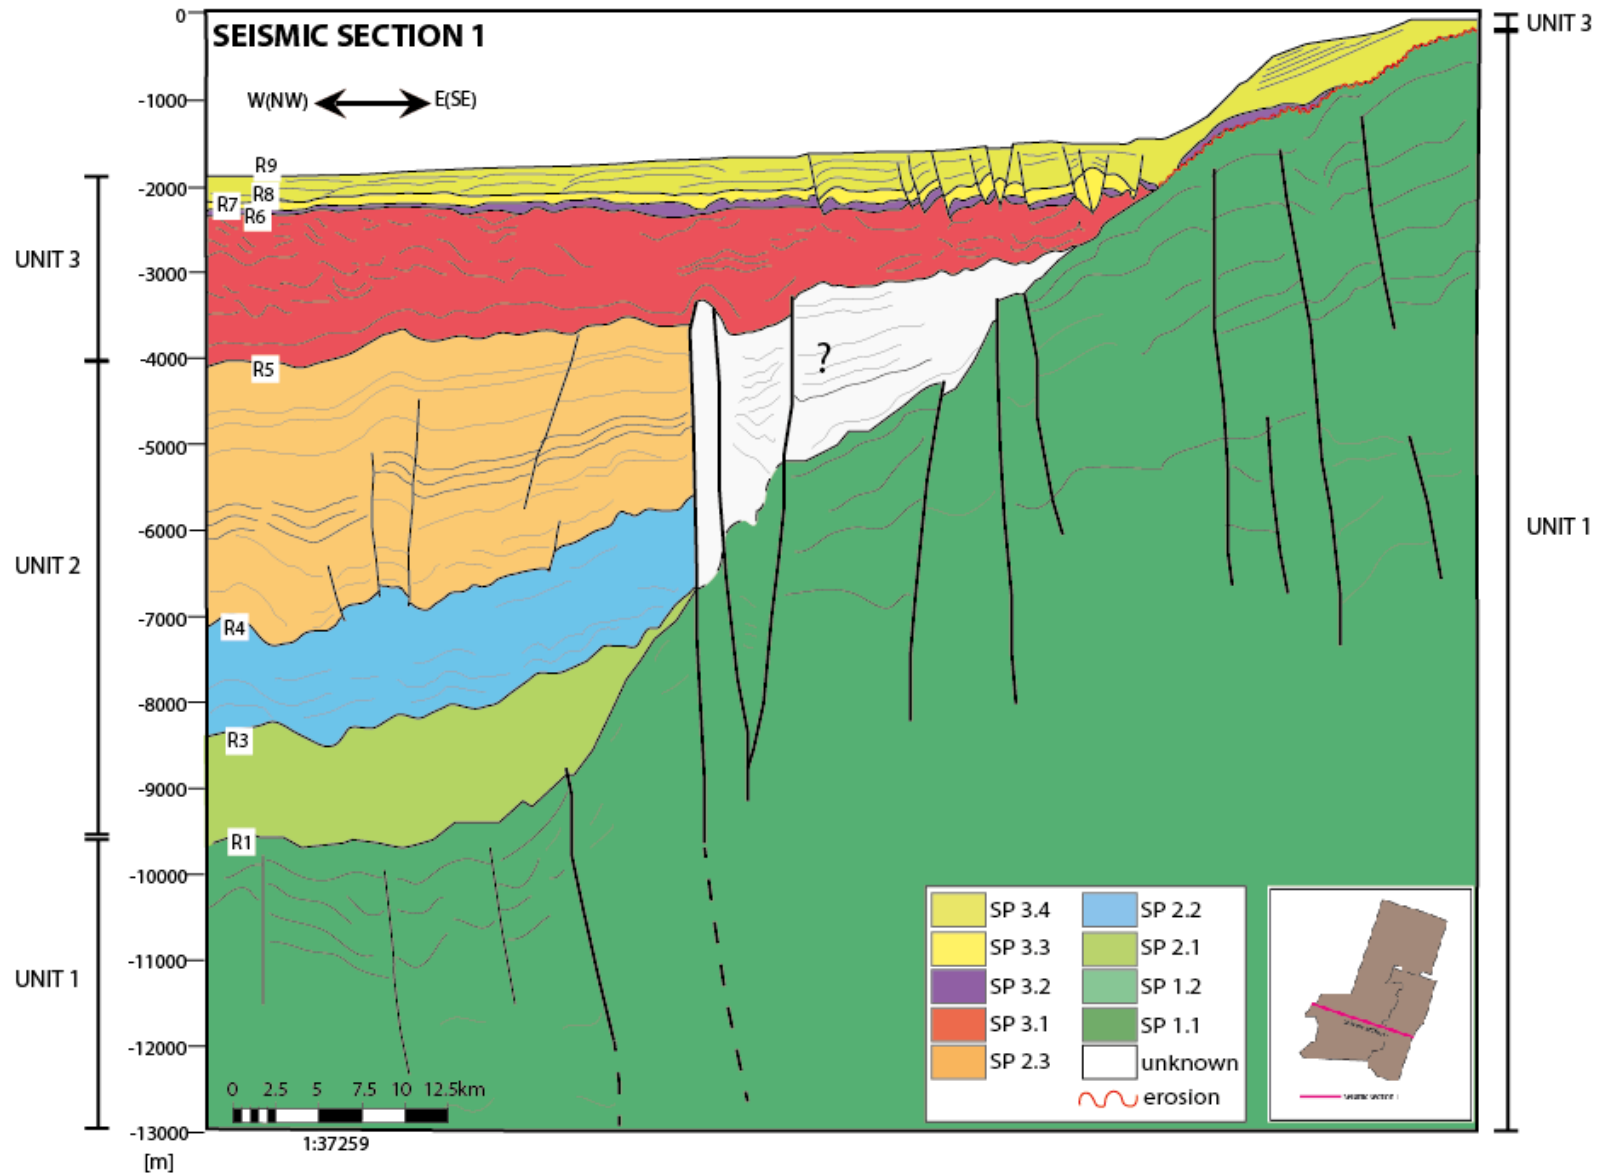 SEISMIC SECTION 1
W(NW) E(SE)
0
-1000
-2000
-3000
-4000
-5000
-6000
-7000
-8000
-9000
-10000
-11000
-12000
-13000
[m]
UNIT 3
UNIT 2
UNIT 1
R9
R8
R7
R6
R5
R4
R3
R1
?
UNIT 3
UNIT 1
0 2.5 5 7.5 10 12.5km
1:37259
SP 3.4
SP 3.3
SP 3.2
SP 3.1
SP 2.3
SP 2.2
SP 2.1
SP 1.2
SP 1.1
unknown
erosion